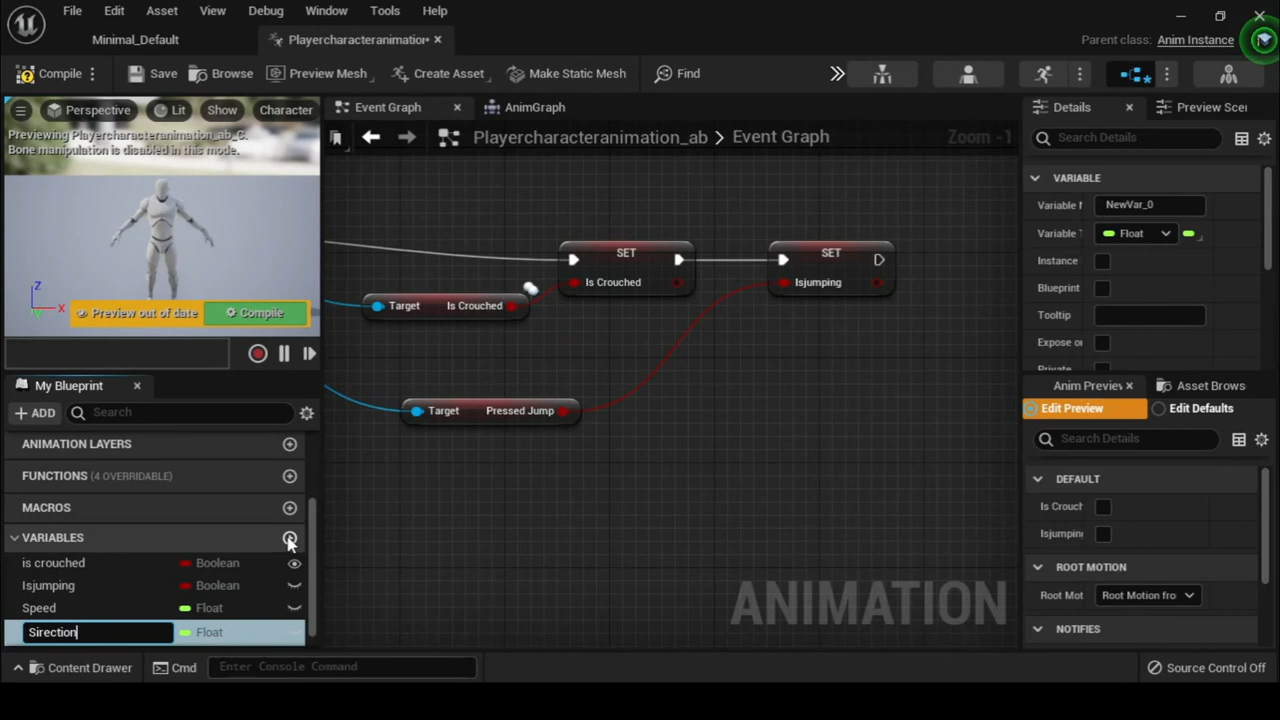 File Edit Asset View Debug Window Tools Help
Minimal_Default
Playercharacteranimation•
Parent class: Anim Instance
Compile Save Browse Preview Mesh Create Asset Make Static Mesh Find
Perspective Lit Show Character
Previewing Playercharacteranimation_ab_C.
Bone manipulation is disabled in this mode.
Z
X
Preview out of date
Compile
Event Graph
AnimGraph
Playercharacteranimation_ab > Event Graph
Zoom -1
SET
Is Crouched
SET
Isjumping
Target Is Crouched
Target Pressed Jump
ANIMATION
My Blueprint
+ ADD
Search
ANIMATION LAYERS
FUNCTIONS (4 OVERRIDABLE)
MACROS
VARIABLES
is crouched Boolean
Isjumping Boolean
Speed Float
Sirection Float
Details
Preview Scen
Search Details
VARIABLE
Variable NewVar_0
Variable Float
Instance
Blueprint
Tooltip
Expose or
Private
Anim Preview
Asset Brows
Edit Preview
Edit Defaults
Search Details
DEFAULT
Is Crouch
Isjumping
ROOT MOTION
Root Mot Root Motion fro
NOTIFIES
Content Drawer
Cmd
Enter Console Command
Source Control Off